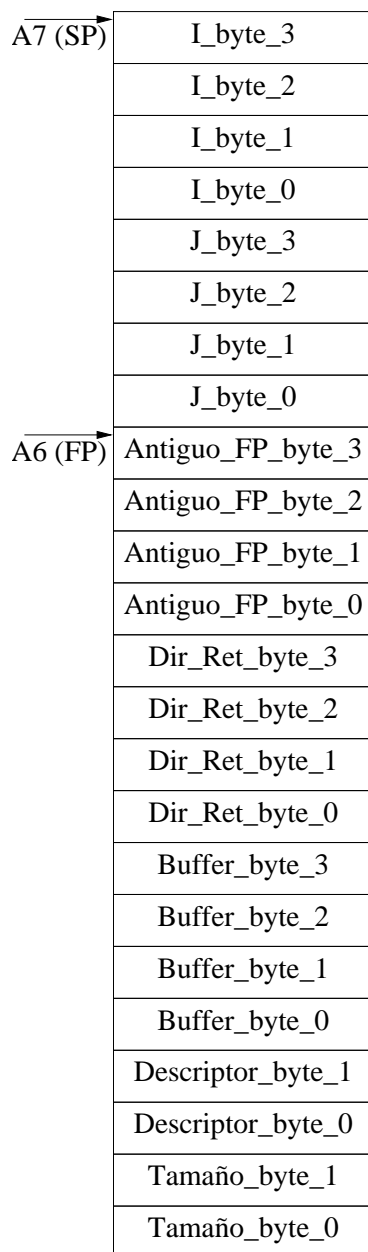 A7 (SP)
I_byte_3
I_byte_2
I_byte_1
I_byte_0
J_byte_3
J_byte_2
J_byte_1
J_byte_0
A6 (FP)
Antiguo_FP_byte_3
Antiguo_FP_byte_2
Antiguo_FP_byte_1
Antiguo_FP_byte_0
Dir_Ret_byte_3
Dir_Ret_byte_2
Dir_Ret_byte_1
Dir_Ret_byte_0
Buffer_byte_3
Buffer_byte_2
Buffer_byte_1
Buffer_byte_0
Descriptor_byte_1
Descriptor_byte_0
Tamaño_byte_1
Tamaño_byte_0